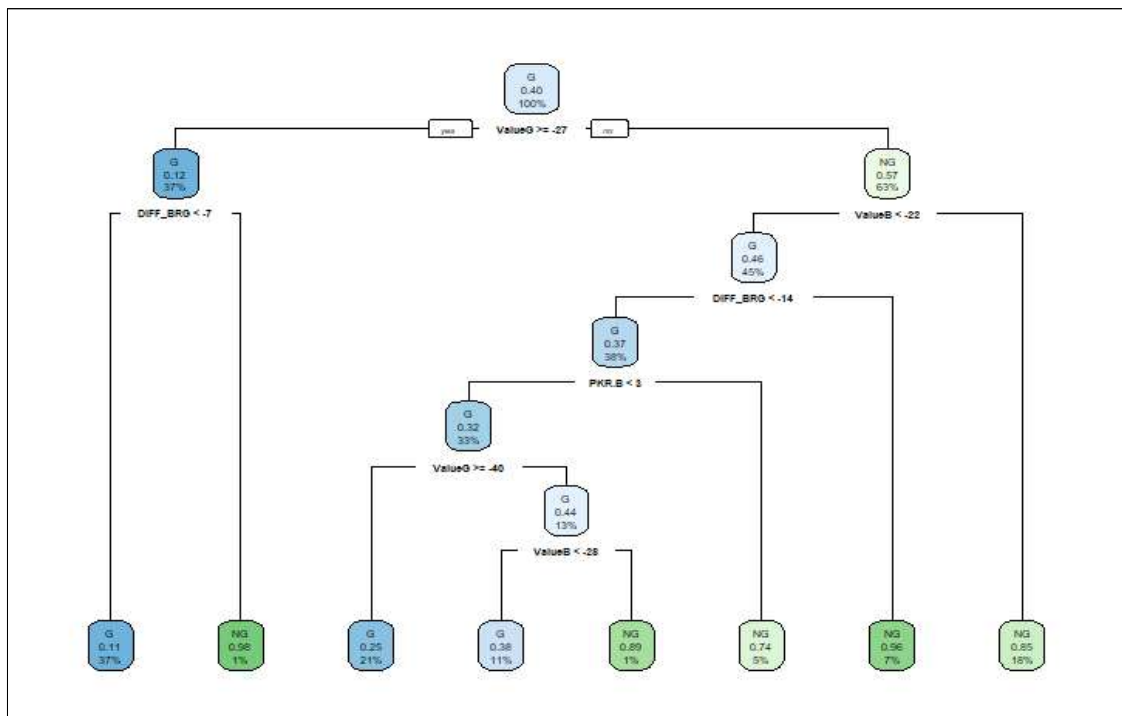 G
0.40
100%
yes ValueG >= -27 no
G
0.12
37%
NG
0.57
63%
DIFF_BRG < -7
ValueB < -22
G
0.46
45%
DIFF_BRG < -14
G
0.37
38%
PKR.B < 3
G
0.32
33%
ValueG >= -40
G
0.44
13%
ValueB < -28
G
0.11
37%
NG
0.98
1%
G
0.25
21%
G
0.38
11%
NG
0.89
1%
NG
0.74
5%
NG
0.96
7%
NG
0.85
18%